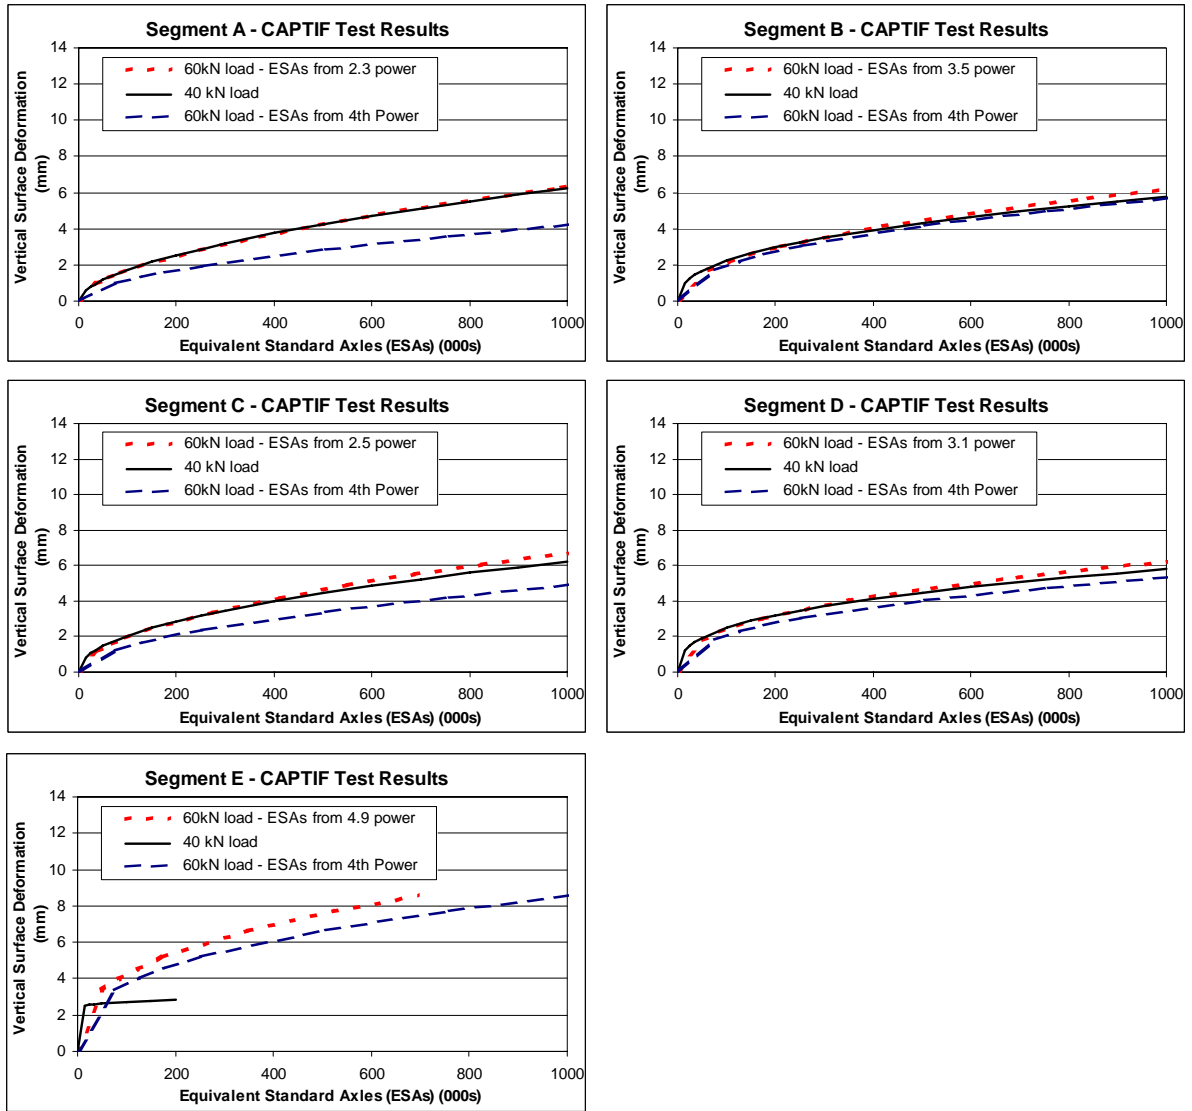 Segment A - CAPTIF Test Results
Vertical Surface Deformation
(mm)
14
12
10
8
6
4
2
0
60kN load - ESAs from 2.3 power
40 kN load
60kN load - ESAs from 4th Power
0 200 400 600 800 1000
Equivalent Standard Axles (ESAs) (000s)
Segment B - CAPTIF Test Results
Vertical Surface Deformation
(mm)
14
12
10
8
6
4
2
0
60kN load - ESAs from 3.5 power
40 kN load
60kN load - ESAs from 4th Power
0 200 400 600 800 1000
Equivalent Standard Axles (ESAs) (000s)
Segment C - CAPTIF Test Results
Vertical Surface Deformation
(mm)
14
12
10
8
6
4
2
0
60kN load - ESAs from 2.5 power
40 kN load
60kN load - ESAs from 4th Power
0 200 400 600 800 1000
Equivalent Standard Axles (ESAs) (000s)
Segment D - CAPTIF Test Results
Vertical Surface Deformation
(mm)
14
12
10
8
6
4
2
0
60kN load - ESAs from 3.1 power
40 kN load
60kN load - ESAs from 4th Power
0 200 400 600 800 1000
Equivalent Standard Axles (ESAs) (000s)
Segment E - CAPTIF Test Results
Vertical Surface Deformation
(mm)
14
12
10
8
6
4
2
0
60kN load - ESAs from 4.9 power
40 kN load
60kN load - ESAs from 4th Power
0 200 400 600 800 1000
Equivalent Standard Axles (ESAs) (000s)